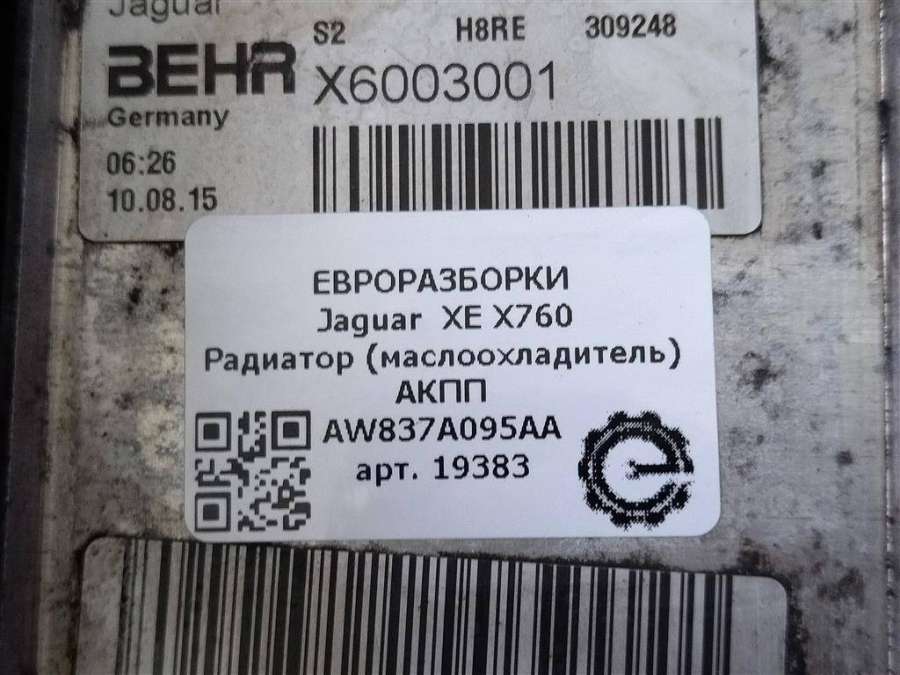 Jaguar
S2 H8RE 309248
BEHR X6003001
Germany
06:26
10.08.15
ЕВРОРАЗБОРКИ
Jaguar XE X760
Радиатор (маслоохладитель)
АКПП
AW837A095AA
арт. 19383